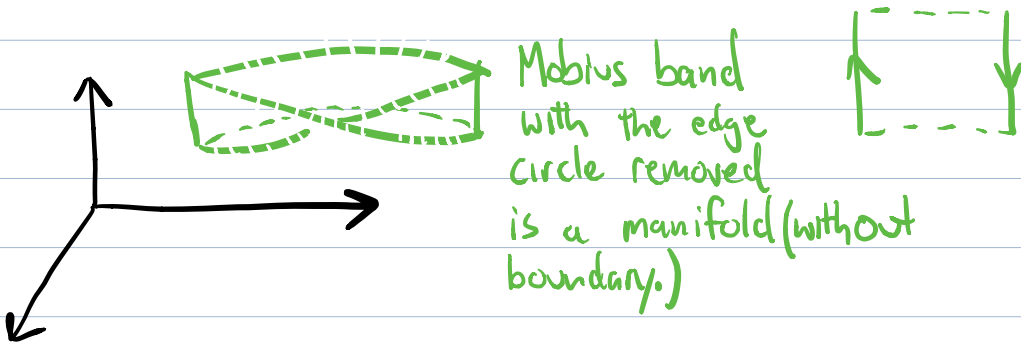 Mobius band
with the edge
circle removed
is a manifold (without
boundary.)